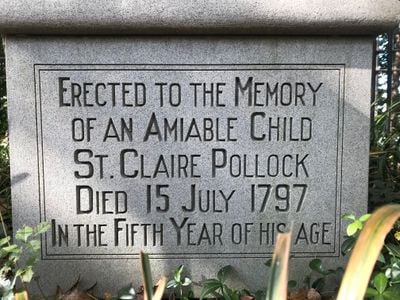 Erected to the Memory
of an Amiable Child
St. Claire Pollock
Died 15 July 1797
In the Fifth Year of his Age